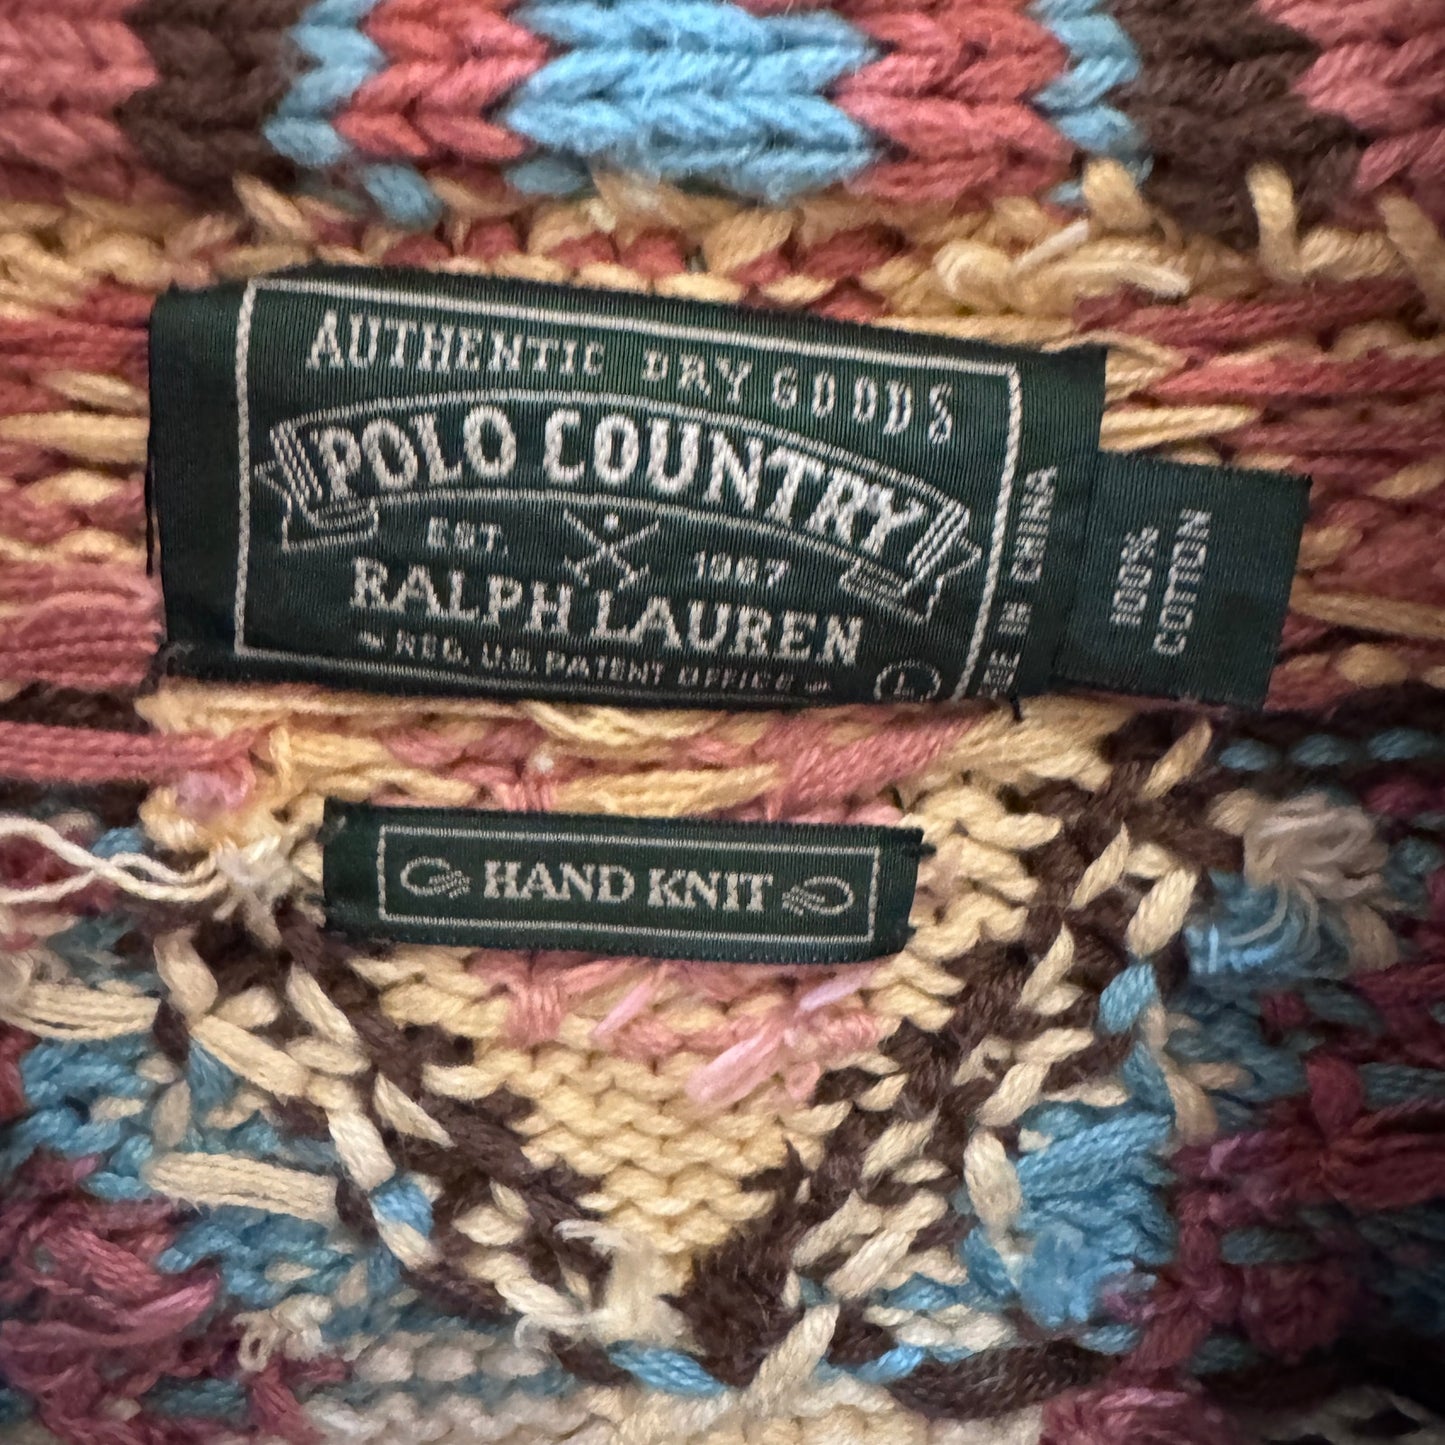 AUTHENTIC DRY GOODS
POLO COUNTRY
EST. 1967
RALPH LAUREN
REG. U.S. PATENT OFFICE
L
MADE IN CHINA
100%
COTTON
HAND KNIT